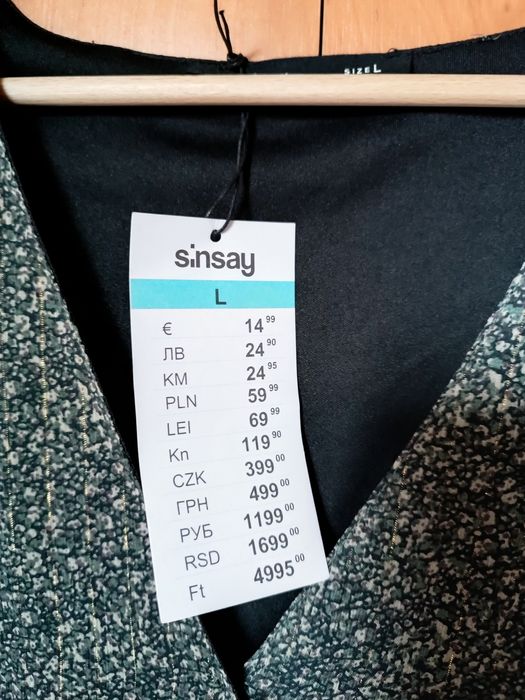 SIZE L
sinsay
L
€ 14 99
ЛВ 24 90
KM 24 95
PLN 59 99
LEI 69 99
Kn 119 90
CZK 399 00
ГРН 499 00
РУБ 1199 00
RSD 1699 00
Ft 4995 00